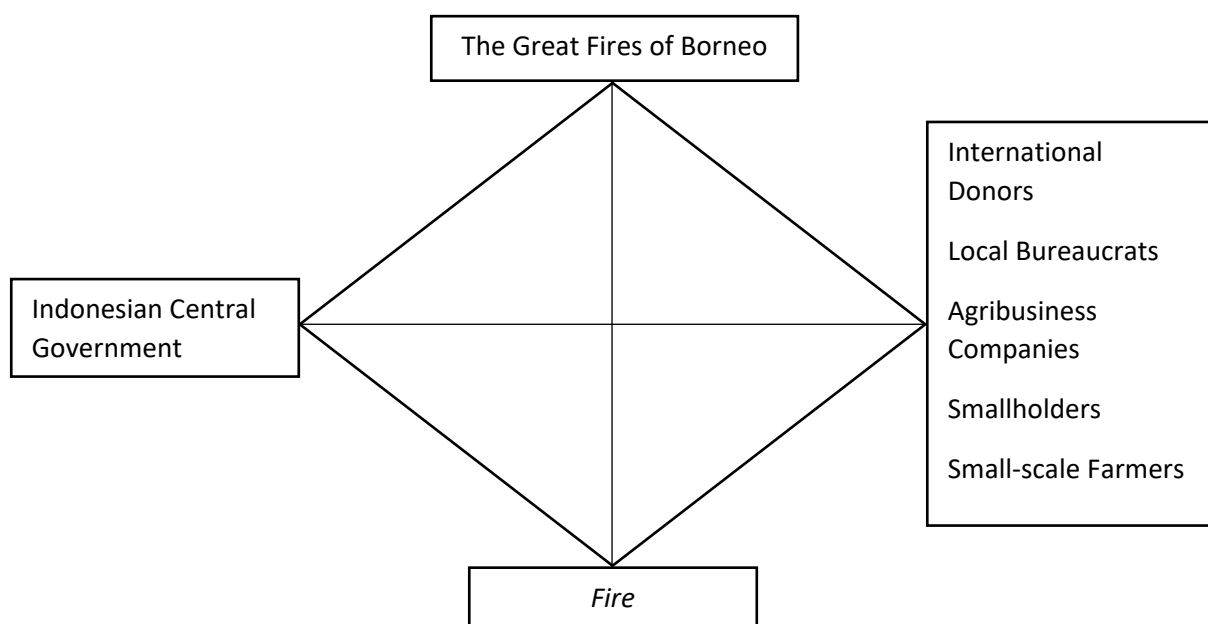 The Great Fires of Borneo
International
Donors
Local Bureaucrats
Agribusiness
Companies
Smallholders
Small-scale Farmers
Indonesian Central
Government
Fire